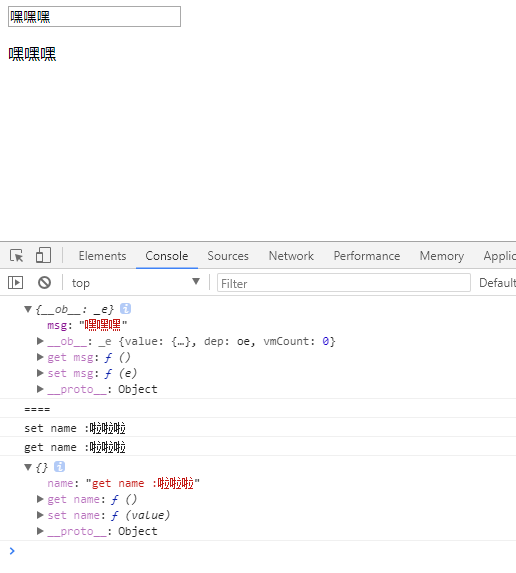 嘿嘿嘿
嘿嘿嘿
Elements Console Sources Network Performance Memory Applic
top Filter Default
{__ob__: _e} i
msg: "嘿嘿嘿"
__ob__: _e {value: {…}, dep: oe, vmCount: 0}
get msg: ƒ ()
set msg: ƒ (e)
__proto__: Object
====
set name :啦啦啦
get name :啦啦啦
{} i
name: "get name :啦啦啦"
get name: ƒ ()
set name: ƒ (value)
__proto__: Object